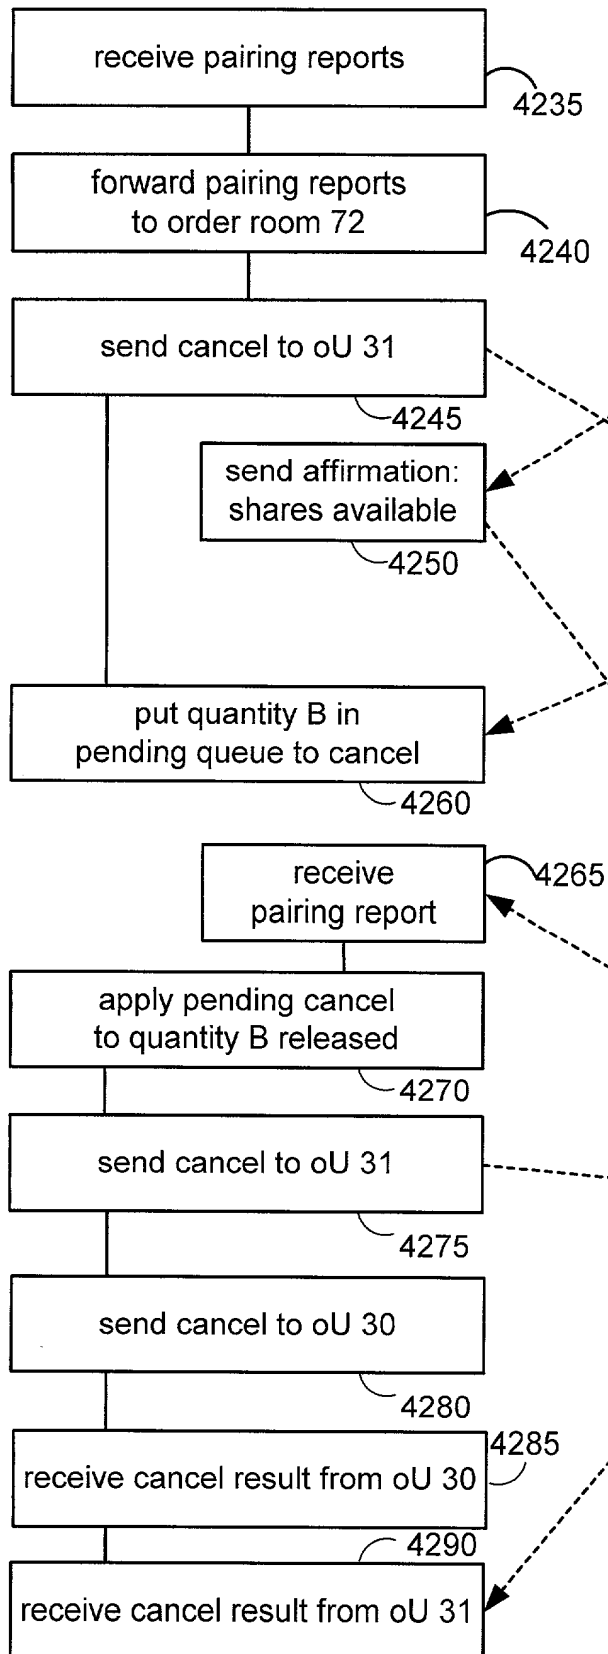 receive pairing reports
4235
forward pairing reports
to order room 72
4240
send cancel to oU 31
4245
send affirmation:
shares available
4250
put quantity B in
pending queue to cancel
4260
receive
pairing report
4265
apply pending cancel
to quantity B released
4270
send cancel to oU 31
4275
send cancel to oU 30
4280
4285
receive cancel result from oU 30
4290
receive cancel result from oU 31